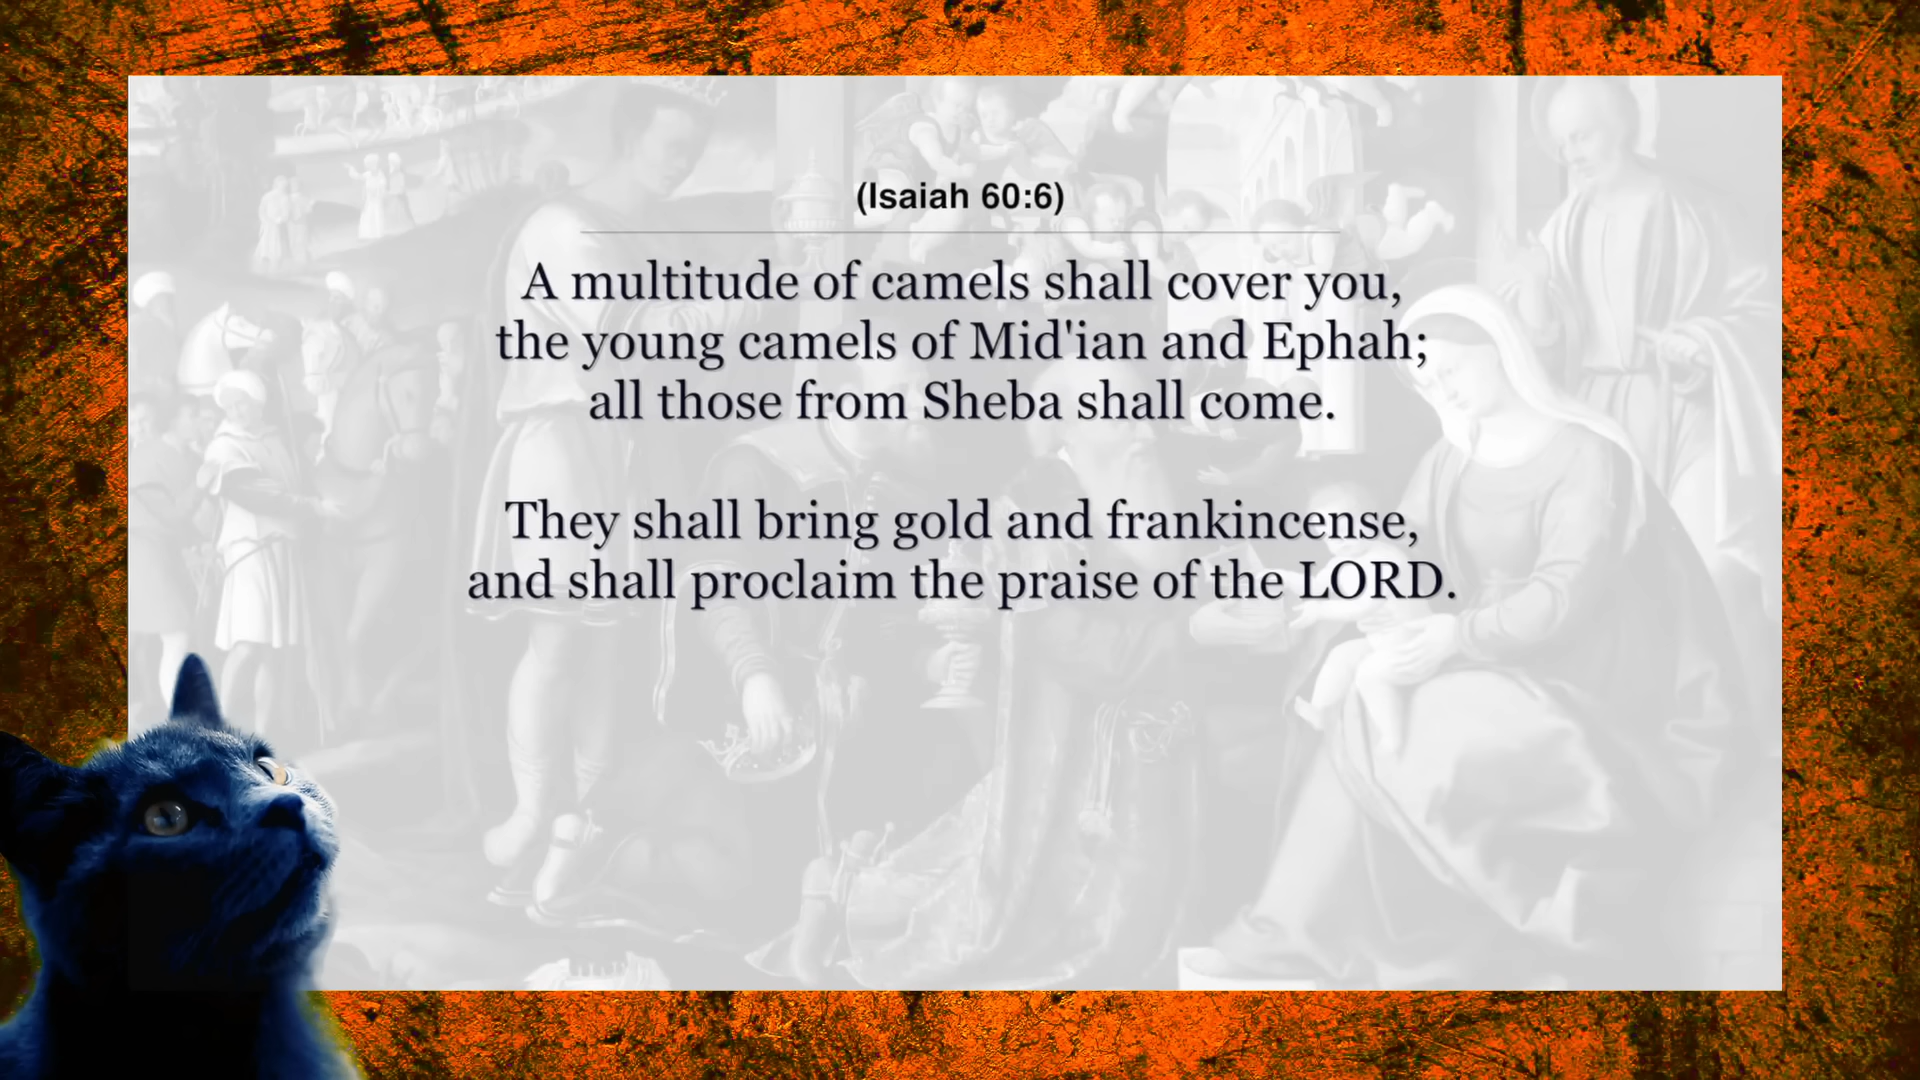 (Isaiah 60:6)
A multitude of camels shall cover you,
the young camels of Mid'ian and Ephah;
all those from Sheba shall come.
They shall bring gold and frankincense,
and shall proclaim the praise of the LORD.